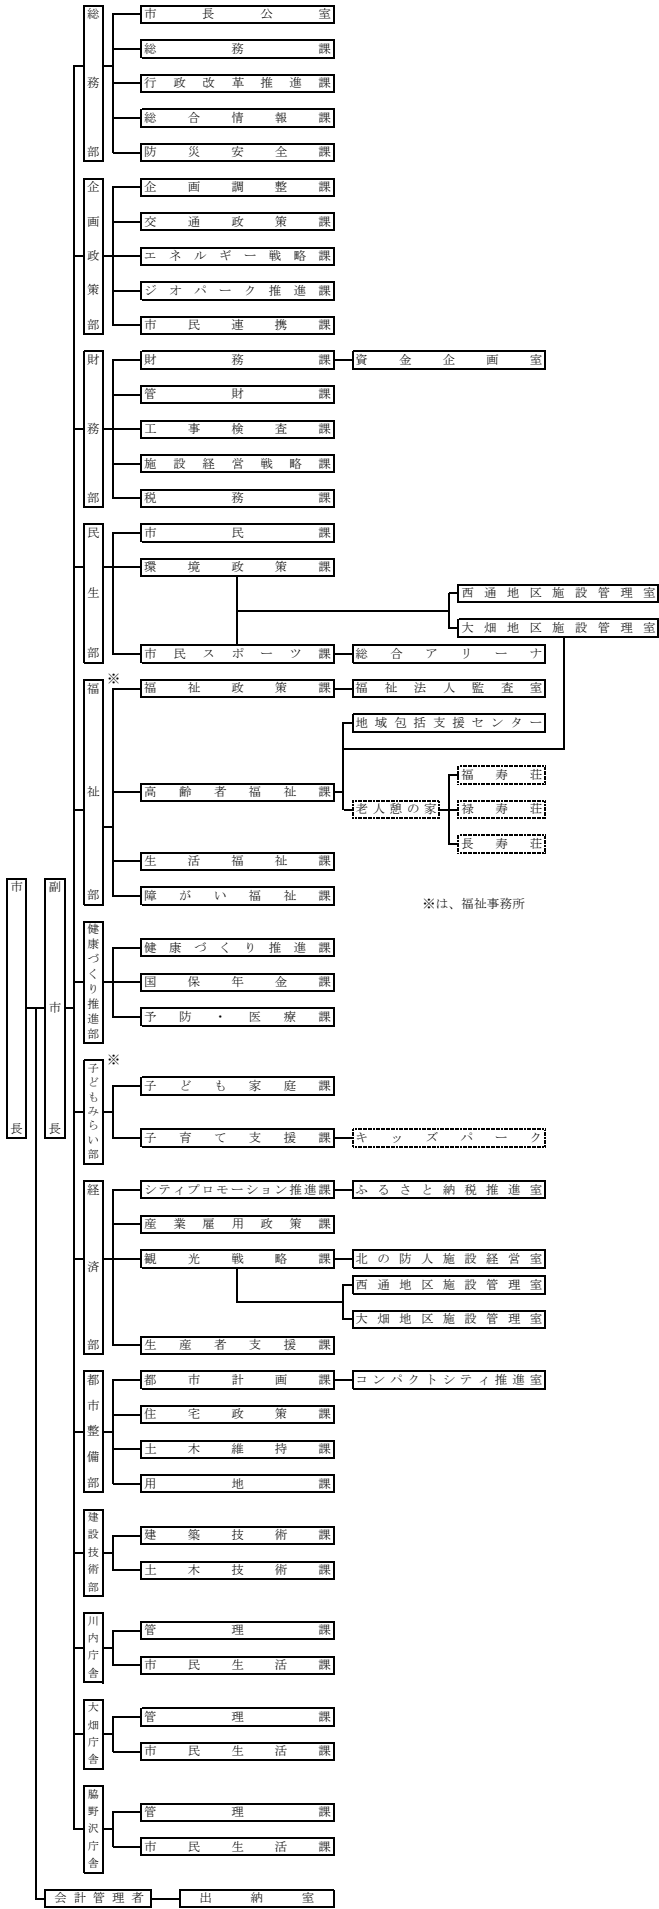 市長
副市長
総務部
市長公室
総務課
行政改革推進課
総合情報課
防災安全課
企画政策部
企画調整課
交通政策課
エネルギー戦略課
ジオパーク推進課
市民連携課
財務部
財務課
資金企画室
管財課
工事検査課
施設経営戦略課
税務課
民生部
市民課
環境政策課
西通地区施設管理室
大畑地区施設管理室
市民スポーツ課
総合アリーナ
福祉部
※
福祉政策課
福祉法人監査室
地域包括支援センター
高齢者福祉課
老人憩の家
福寿荘
禄寿荘
長寿荘
生活福祉課
障がい福祉課
※は、福祉事務所
健康づくり推進部
健康づくり推進課
国保年金課
予防・医療課
子どもみらい部
※
子ども家庭課
子育て支援課
キッズパーク
経済部
シティプロモーション推進課
ふるさと納税推進室
産業雇用政策課
観光戦略課
北の防人施設経営室
西通地区施設管理室
大畑地区施設管理室
生産者支援課
都市整備部
都市計画課
コンパクトシティ推進室
住宅政策課
土木維持課
用地課
建設技術部
建築技術課
土木技術課
川内庁舎
管理課
市民生活課
大畑庁舎
管理課
市民生活課
脇野沢庁舎
管理課
市民生活課
会計管理者
出納室